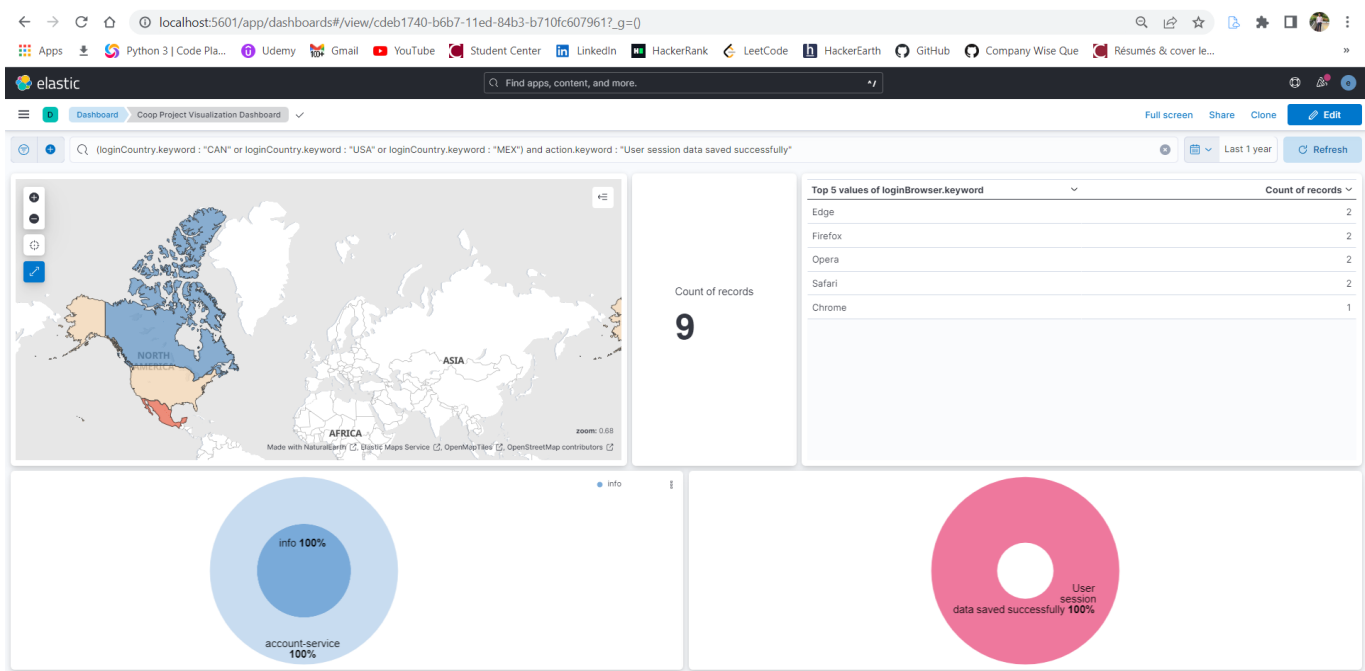 localhost:5601/app/dashboards#/view/cdeb1740-b6b7-11ed-84b3-b710fc607961?_g=()
Apps Python 3 | Code Pla... Udemy Gmail YouTube Student Center LinkedIn HackerRank LeetCode HackerEarth GitHub Company Wise Que Résumés & cover le... »
elastic Find apps, content, and more. ^/ e
D Dashboard Coop Project Visualization Dashboard Full screen Share Clone Edit
(loginCountry.keyword : "CAN" or loginCountry.keyword : "USA" or loginCountry.keyword : "MEX") and action.keyword : "User session data saved successfully" Last 1 year Refresh
NORTH
AMERICA
ASIA
AFRICA
zoom: 0.68
Made with NaturalEarth, Elastic Maps Service, OpenMapTiles, OpenStreetMap contributors
Count of records
9
Top 5 values of loginBrowser.keyword Count of records
Edge 2
Firefox 2
Opera 2
Safari 2
Chrome 1
info
info 100%
account-service
100%
User
session
data saved successfully 100%